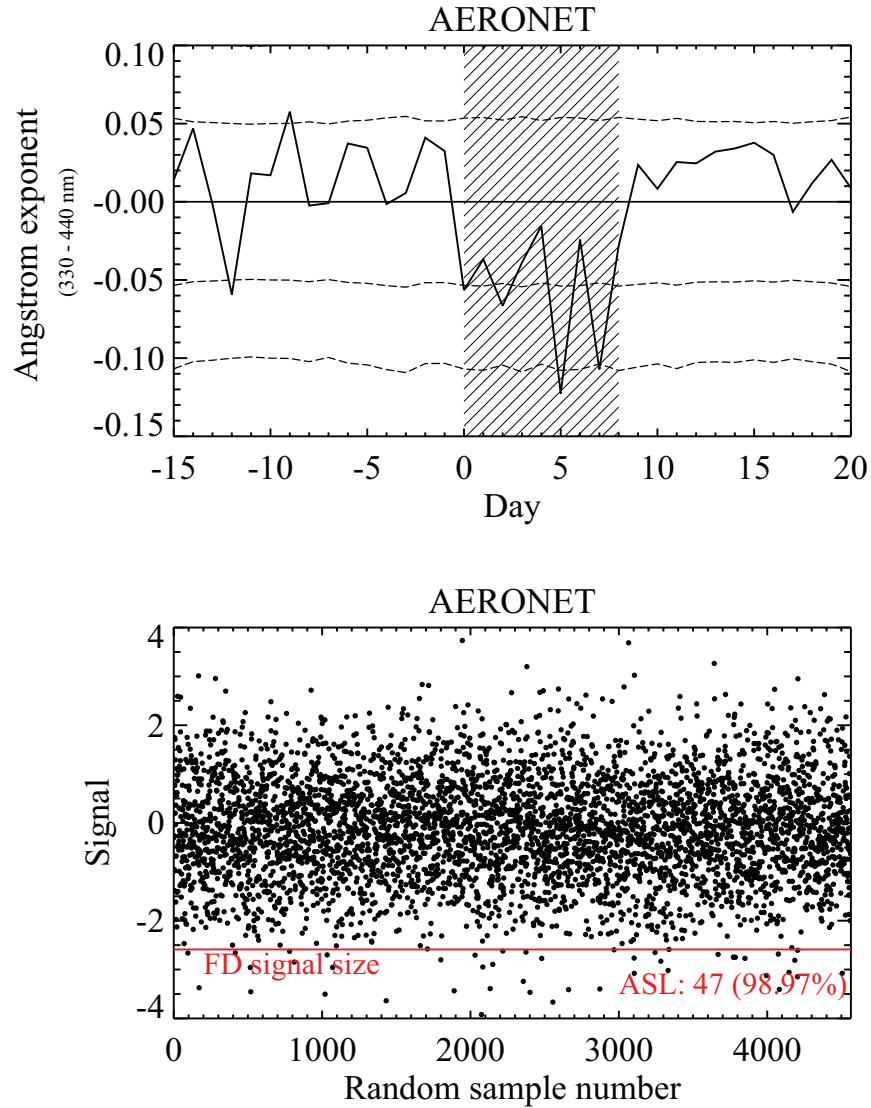 AERONET
Angstrom exponent
(330 - 440 nm)
0.10
0.05
-0.00
-0.05
-0.10
-0.15
-15 -10 -5 0 5 10 15 20
Day
AERONET
Signal
4
2
0
-2
-4
FD signal size
ASL: 47 (98.97%)
0 1000 2000 3000 4000
Random sample number